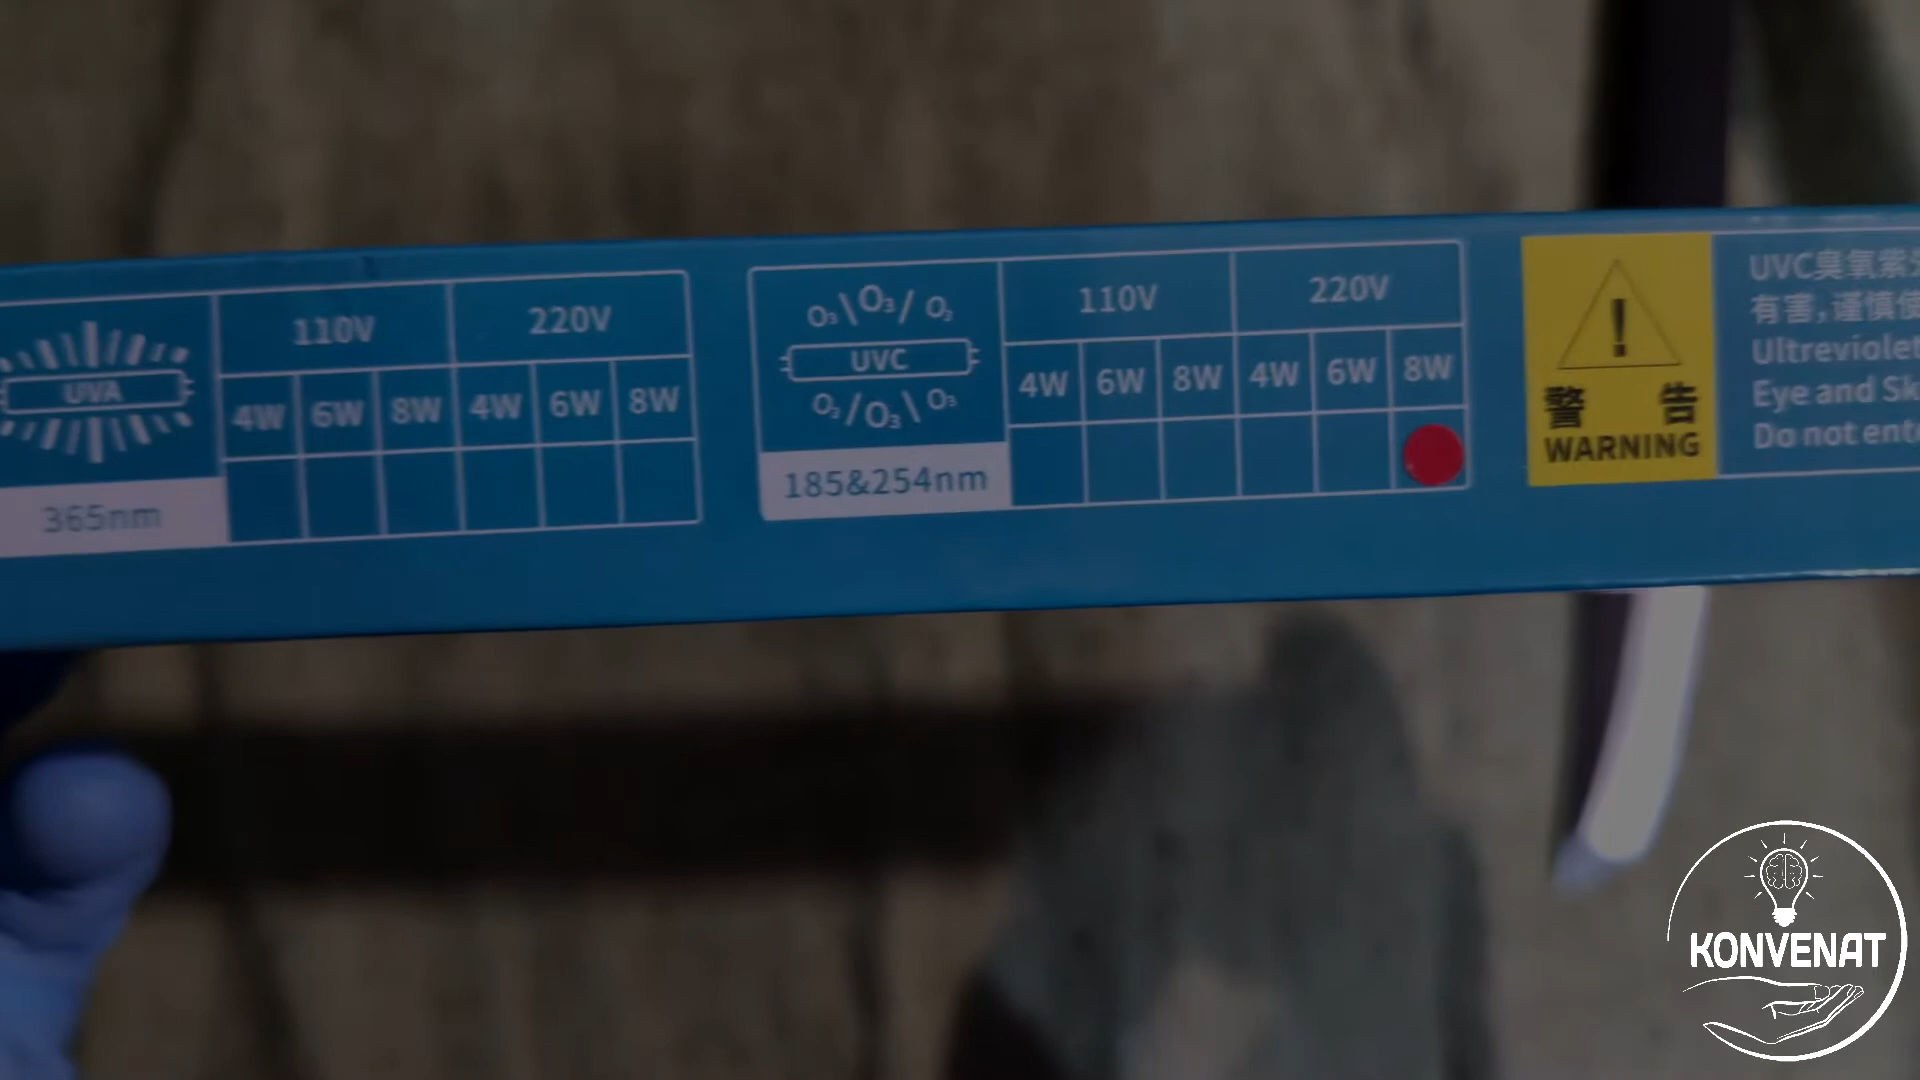 UVA
365nm
110V 220V
4W 6W 8W 4W 6W 8W
O₃ O₃ O₂
UVC
O₂ O₃ O₃
185&254nm
110V 220V
4W 6W 8W 4W 6W 8W
警告
WARNING
UVC臭氧紫
有害,谨慎使
Ultreviolet
Eye and Sk
Do not ente
KONVENAT